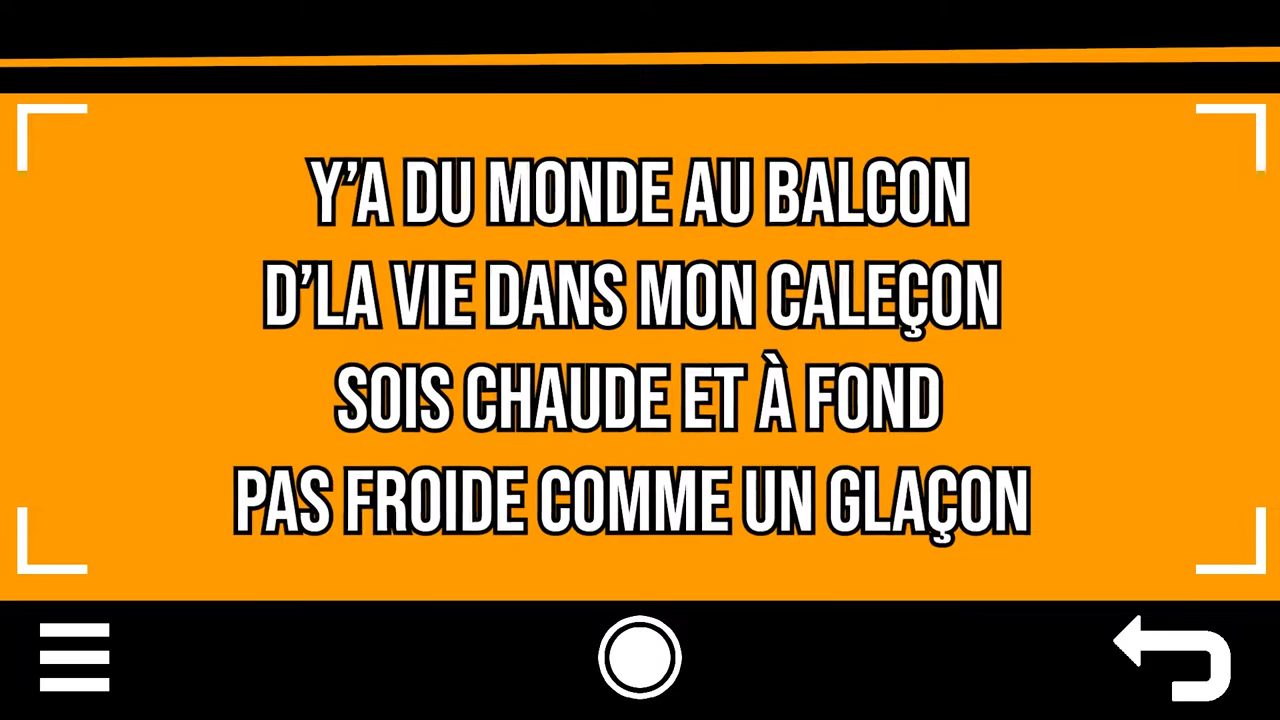 Y’A DU MONDE AU BALCON
D’LA VIE DANS MON CALEÇON
SOIS CHAUDE ET À FOND
PAS FROIDE COMME UN GLAÇON